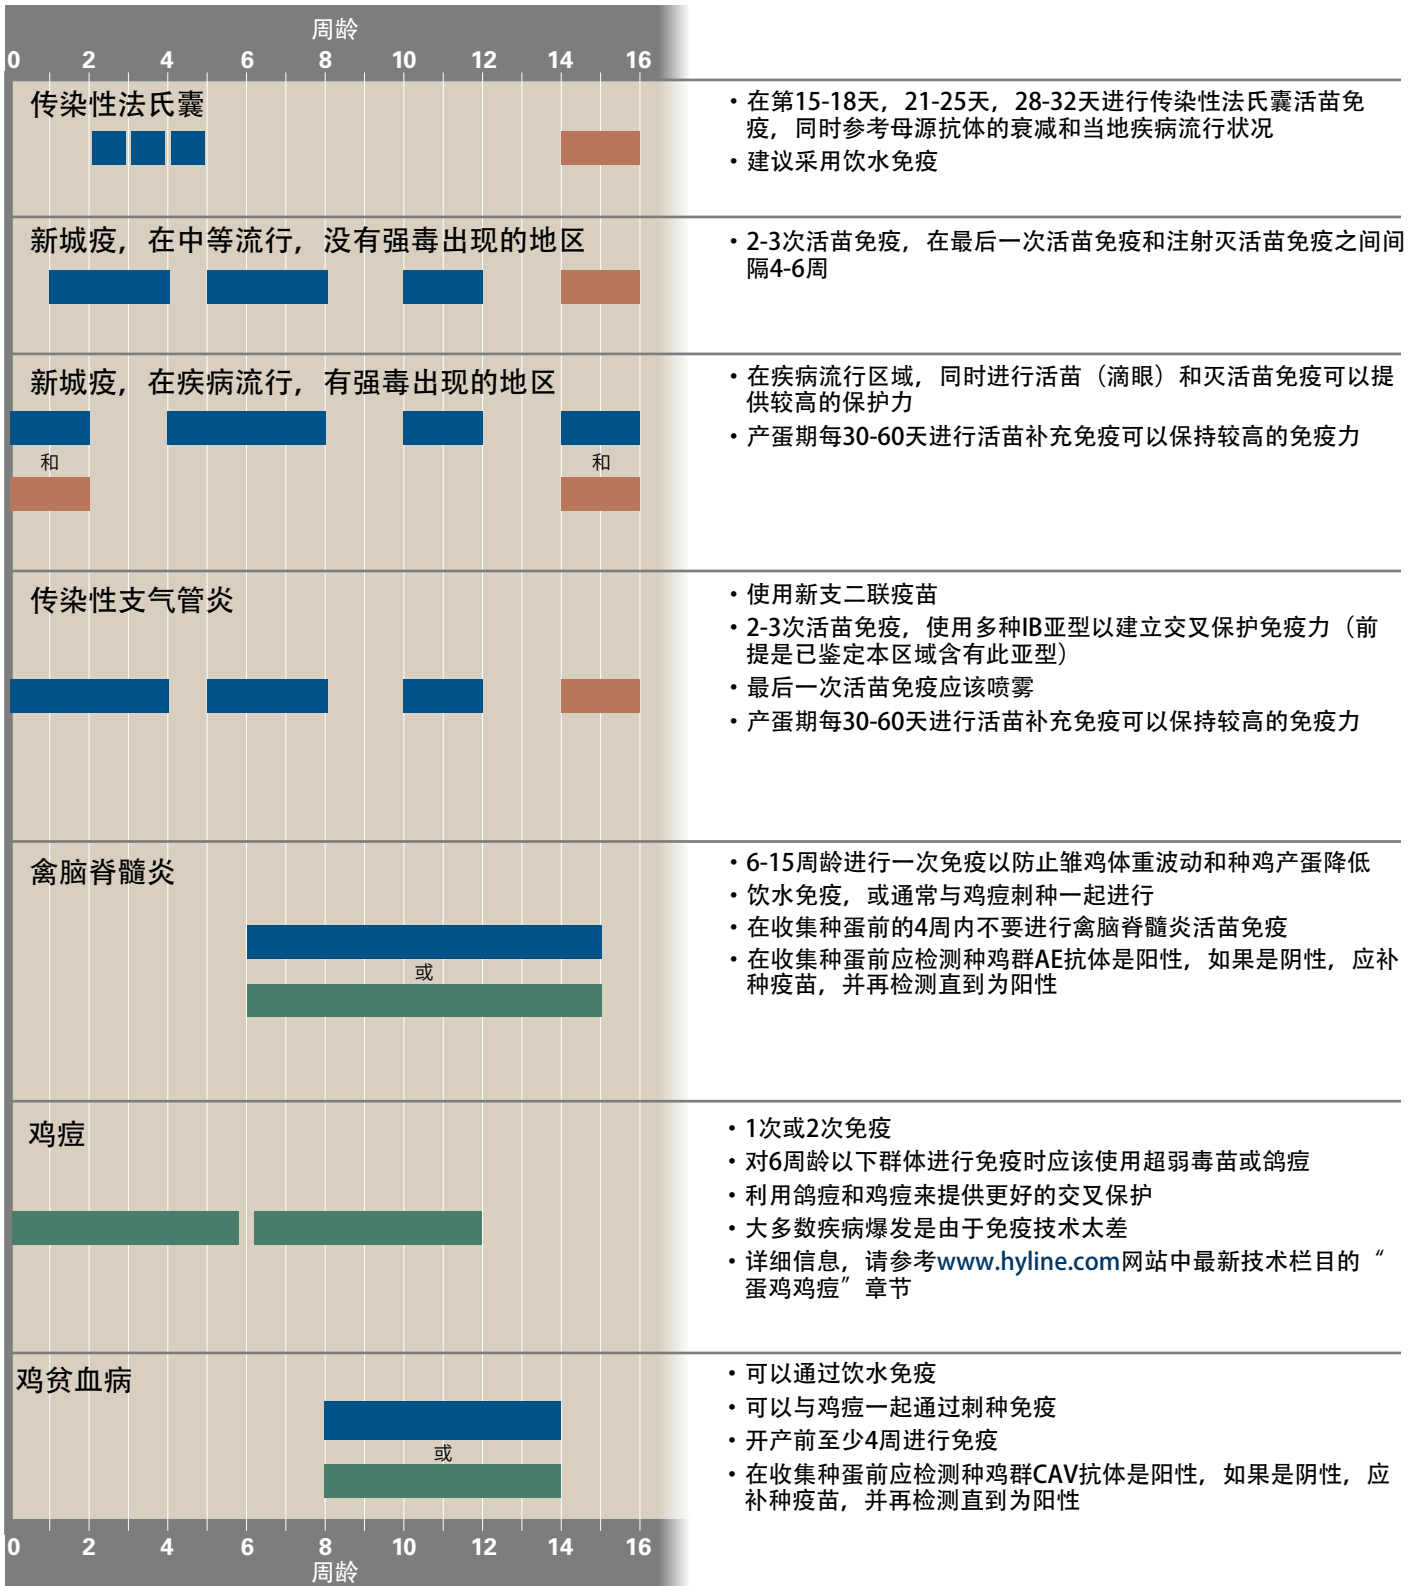 周龄
0 2 4 6 8 10 12 14 16
传染性法氏囊
・在第15-18天，21-25天，28-32天进行传染性法氏囊活苗免
疫，同时参考母源抗体的衰减和当地疾病流行状况
・建议采用饮水免疫
新城疫，在中等流行，没有强毒出现的地区
・2-3次活苗免疫，在最后一次活苗免疫和注射灭活苗免疫之间间
隔4-6周
新城疫，在疾病流行，有强毒出现的地区
和 和
・在疾病流行区域，同时进行活苗（滴眼）和灭活苗免疫可以提
供较高的保护力
・产蛋期每30-60天进行活苗补充免疫可以保持较高的免疫力
传染性支气管炎
・使用新支二联疫苗
・2-3次活苗免疫，使用多种IB亚型以建立交叉保护免疫力（前
提是已鉴定本区域含有此亚型）
・最后一次活苗免疫应该喷雾
・产蛋期每30-60天进行活苗补充免疫可以保持较高的免疫力
禽脑脊髓炎
或
・6-15周龄进行一次免疫以防止雏鸡体重波动和种鸡产蛋降低
・饮水免疫，或通常与鸡痘刺种一起进行
・在收集种蛋前的4周内不要进行禽脑脊髓炎活苗免疫
・在收集种蛋前应检测种鸡群AE抗体是阳性，如果是阴性，应补
种疫苗，并再检测直到为阳性
鸡痘
・1次或2次免疫
・对6周龄以下群体进行免疫时应该使用超弱毒苗或鸽痘
・利用鸽痘和鸡痘来提供更好的交叉保护
・大多数疾病爆发是由于免疫技术太差
・详细信息，请参考www.hyline.com网站中最新技术栏目的“
蛋鸡鸡痘”章节
鸡贫血病
或
・可以通过饮水免疫
・可以与鸡痘一起通过刺种免疫
・开产前至少4周进行免疫
・在收集种蛋前应检测种鸡群CAV抗体是阳性，如果是阴性，应
补种疫苗，并再检测直到为阳性
0 2 4 6 8 10 12 14 16
周龄